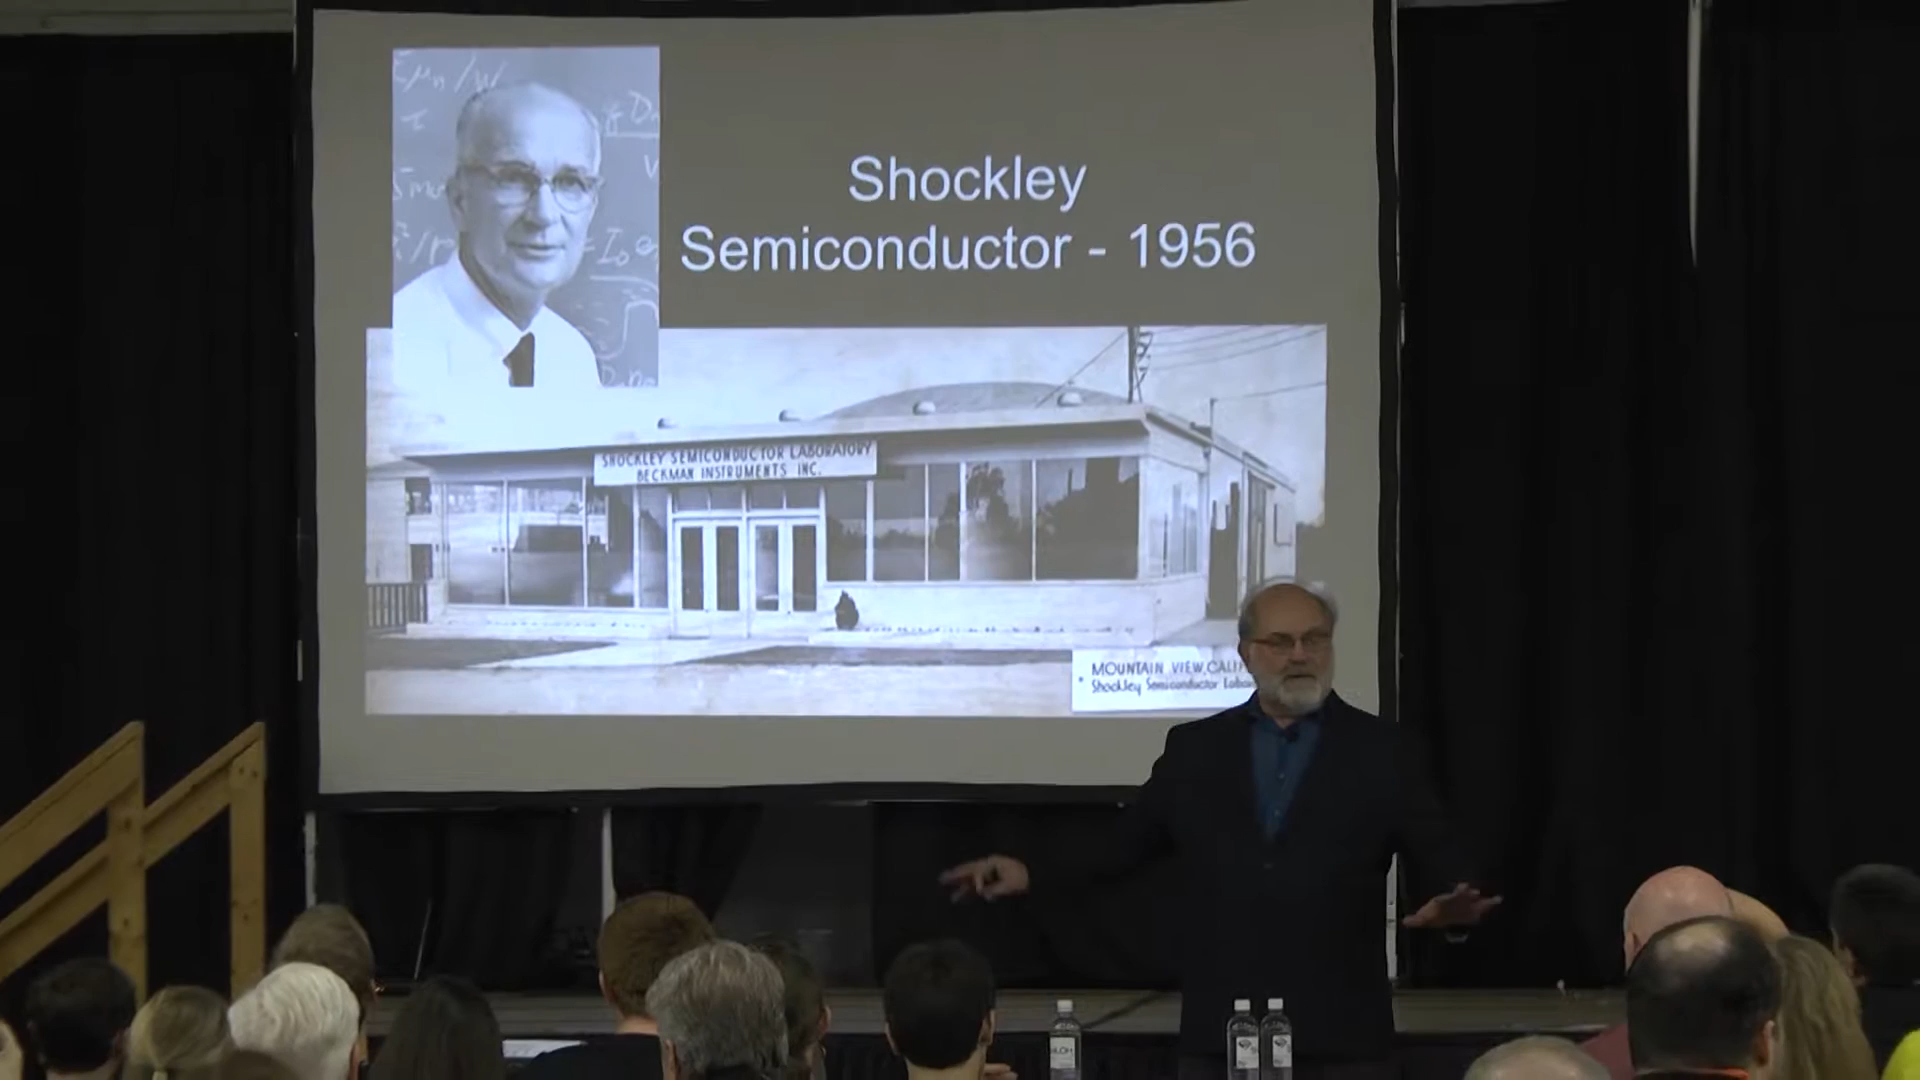 Shockley
Semiconductor - 1956
SHOCKLEY SEMICONDUCTOR LABORATORY
BECKMAN INSTRUMENTS INC.
MOUNTAIN VIEW, CALIF
Shockley Semiconductor